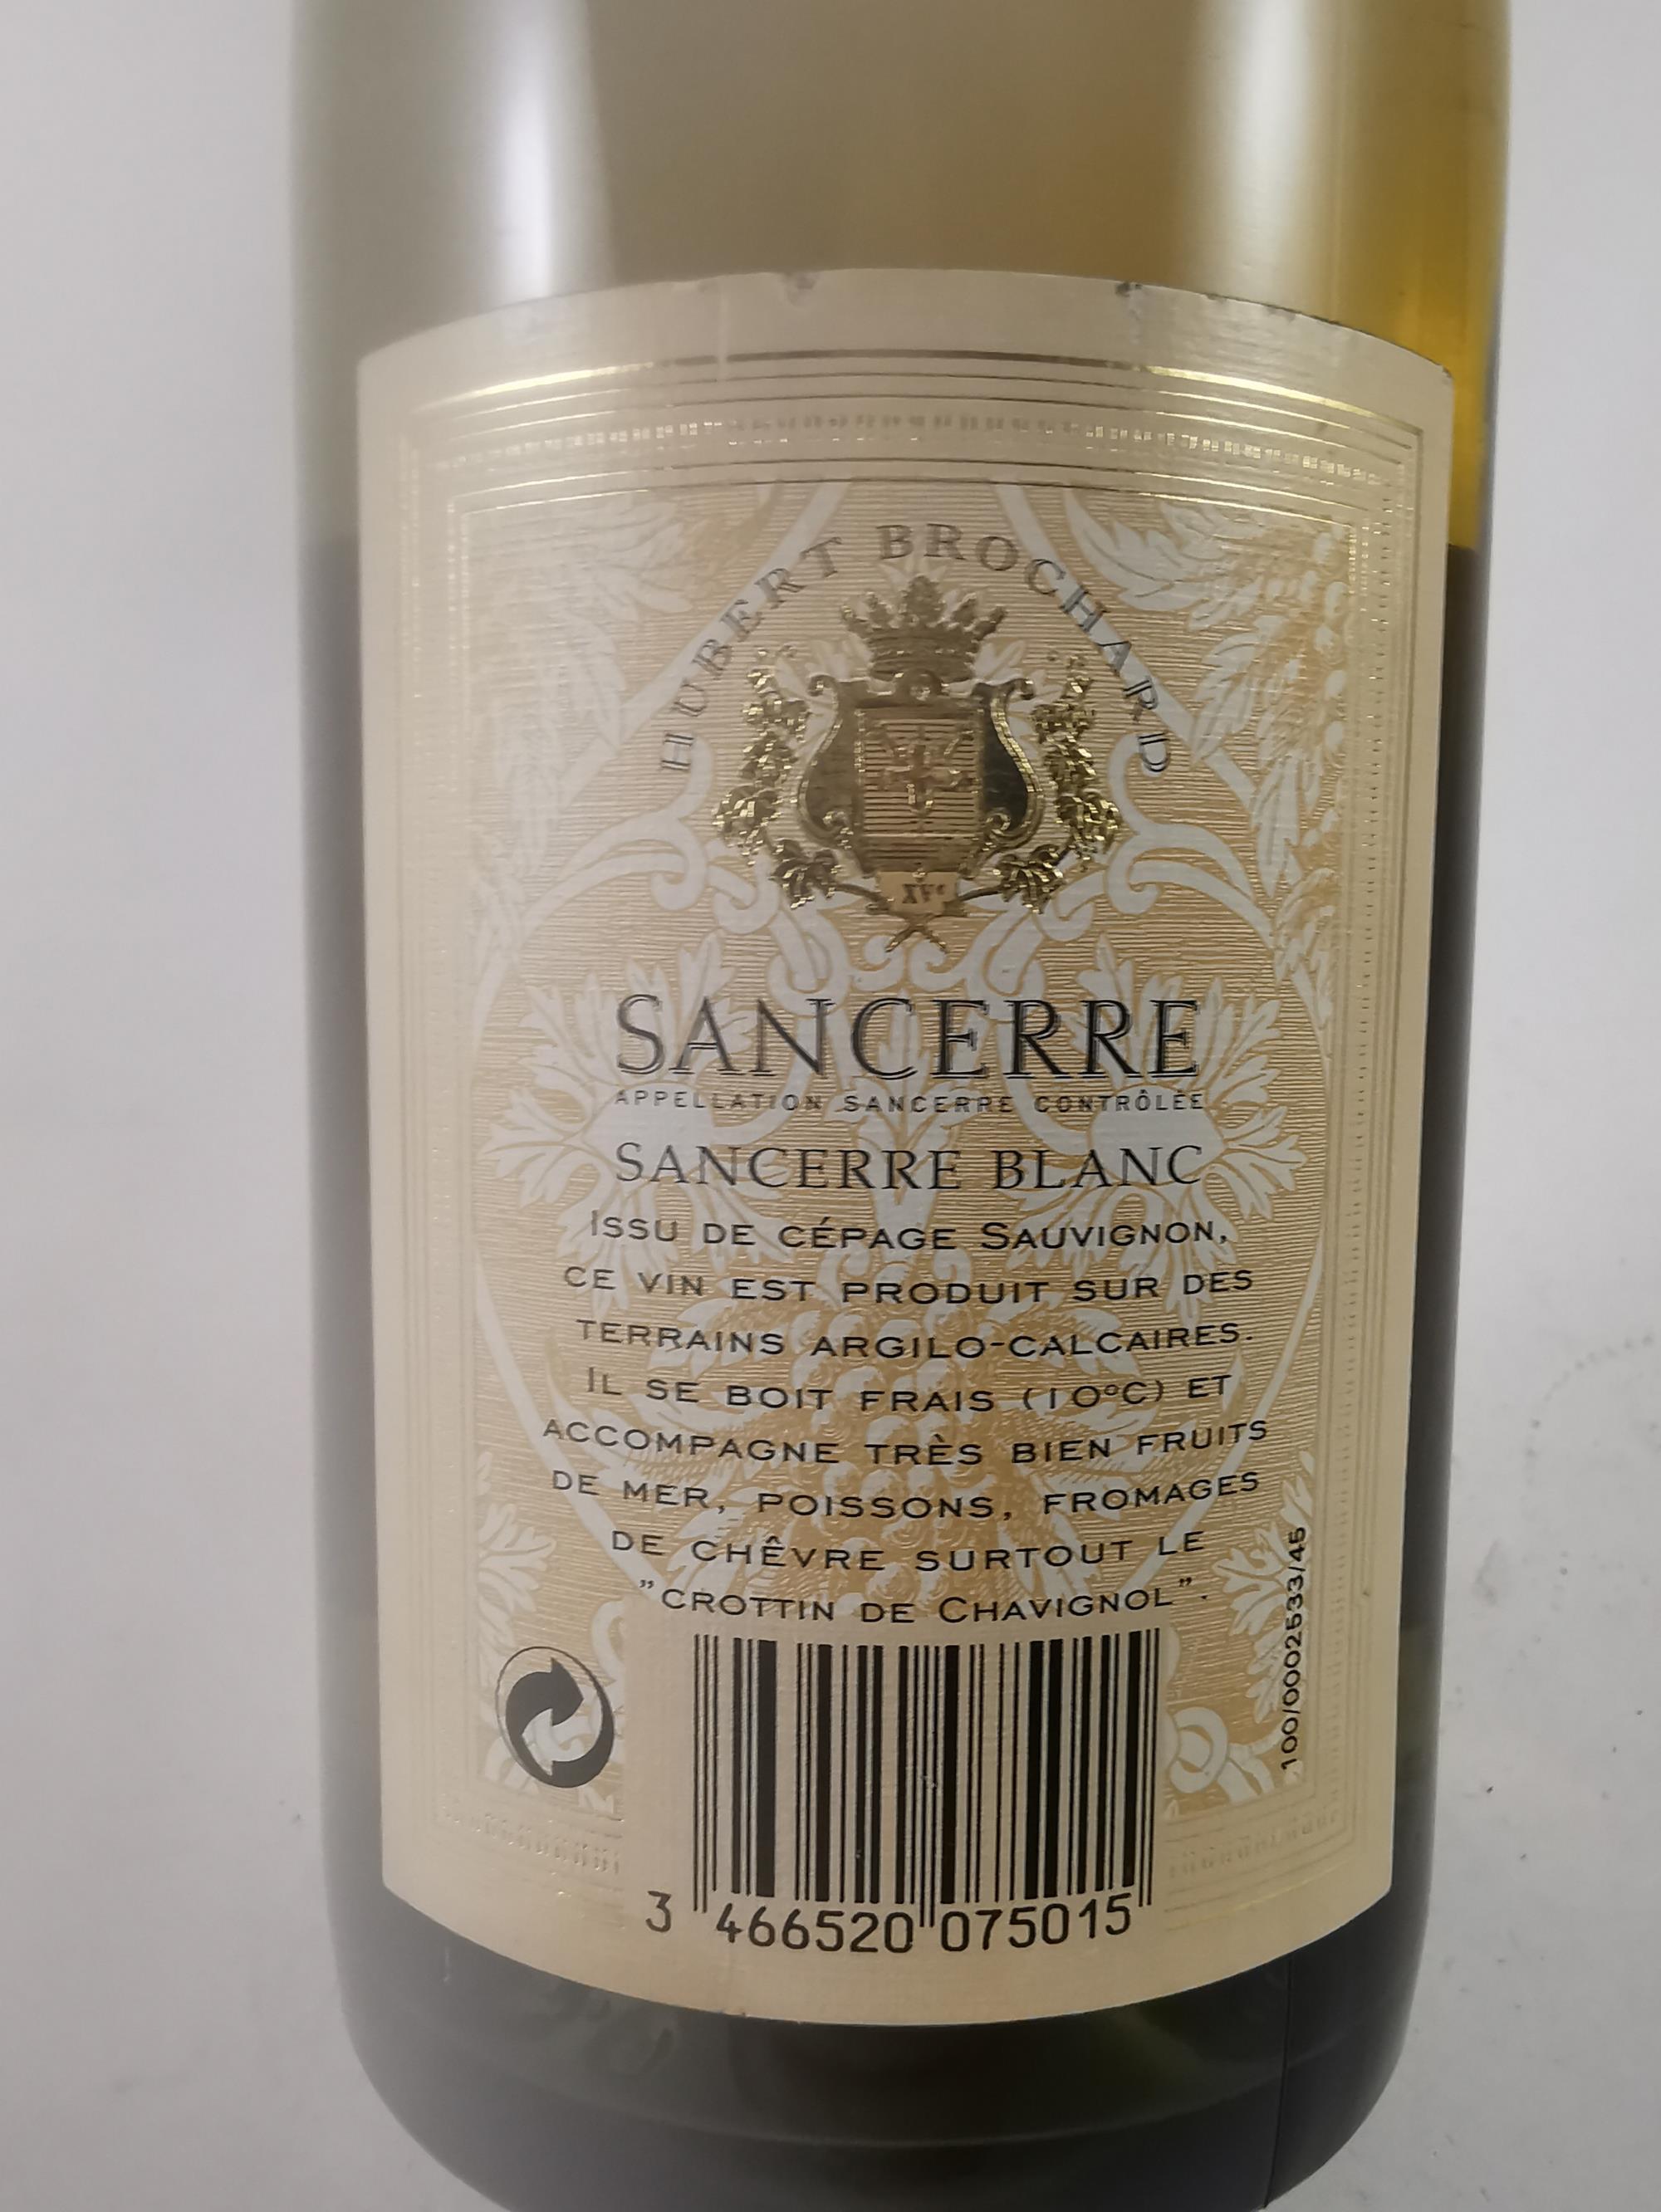 HUBERT BROCHARD
SANCERRE
APPELLATION SANCERRE CONTRÔLÉE
SANCERRE BLANC
ISSU DE CÉPAGE SAUVIGNON,
CE VIN EST PRODUIT SUR DES
TERRAINS ARGILO-CALCAIRES.
IL SE BOIT FRAIS (10°C) ET
ACCOMPAGNE TRÈS BIEN FRUITS
DE MER, POISSONS, FROMAGES
DE CHÊVRE SURTOUT LE
"CROTTIN DE CHAVIGNOL".
100/0002533/45
3 466520 075015